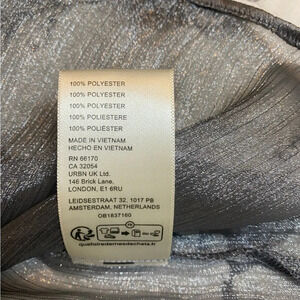 100% POLYESTER
100% POLYESTER
100% POLYESTER
100% POLIESTERE
100% POLIÉSTER
MADE IN VIETNAM
HECHO EN VIETNAM
RN 66170
CA 32054
URBN UK Ltd.
146 Brick Lane,
LONDON, E1 6RU
LEIDSESTRAAT 32, 1017 PB
AMSTERDAM, NETHERLANDS
OB1837160
FR
quefairedemesdechets.fr